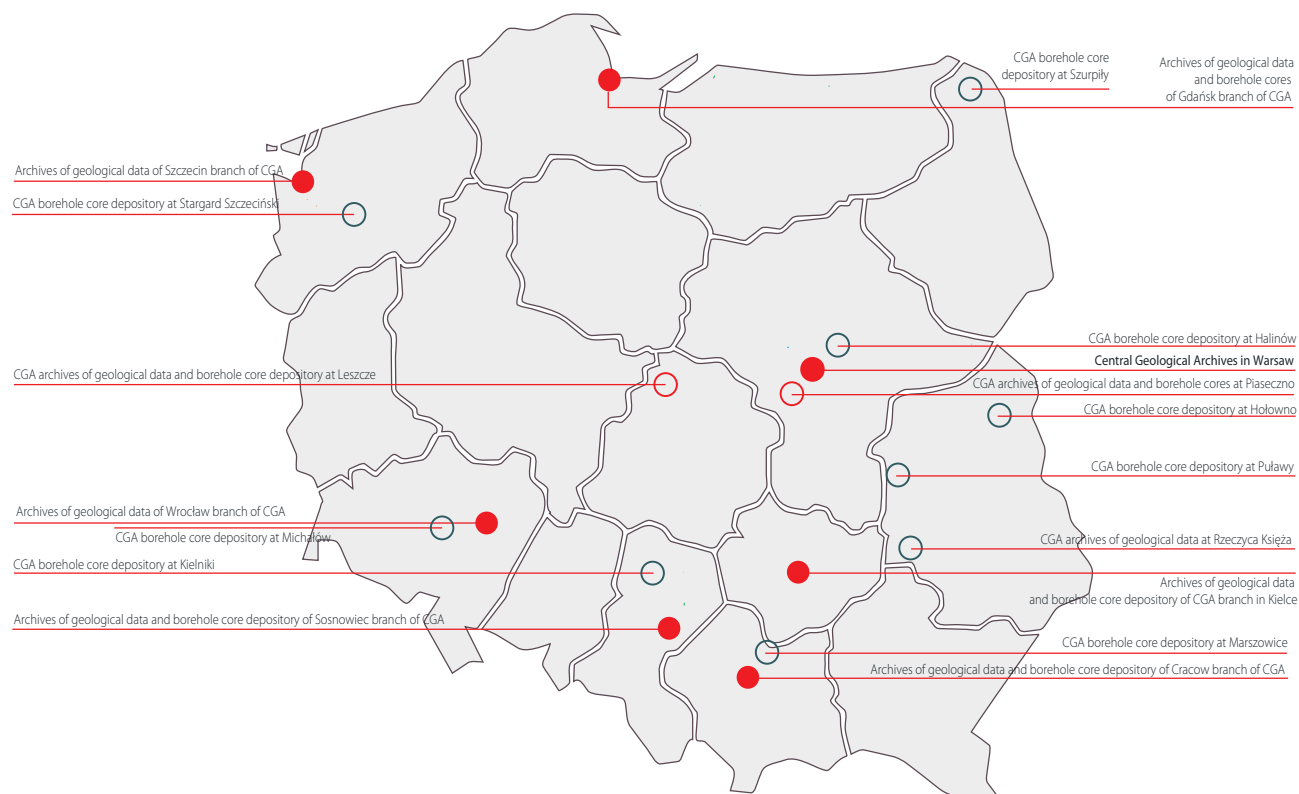 CGA borehole core
depository at Szurpiły
Archives of geological data
and borehole cores
of Gdańsk branch of CGA
Archives of geological data of Szczecin branch of CGA
CGA borehole core depository at Stargard Szczeciński
CGA borehole core depository at Halinów
Central Geological Archives in Warsaw
CGA archives of geological data and borehole core depository at Leszcze
CGA archives of geological data and borehole cores at Piaseczno
CGA borehole core depository at Hołowno
CGA borehole core depository at Puławy
Archives of geological data of Wrocław branch of CGA
CGA borehole core depository at Michałów
CGA archives of geological data at Rzeczyca Księża
CGA borehole core depository at Kielniki
Archives of geological data
and borehole core depository of CGA branch in Kielce
Archives of geological data and borehole core depository of Sosnowiec branch of CGA
CGA borehole core depository at Marszowice
Archives of geological data and borehole core depository of Cracow branch of CGA